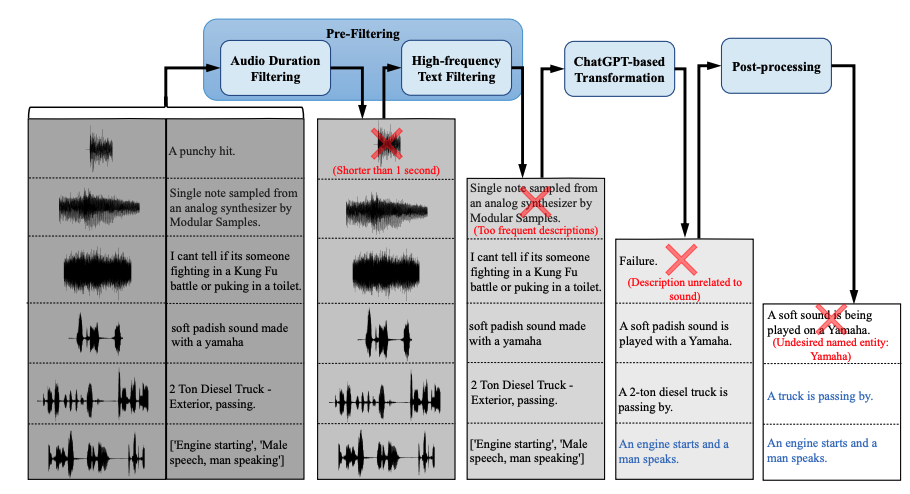 Pre-Filtering
Audio Duration
Filtering
High-frequency
Text Filtering
ChatGPT-based
Transformation
Post-processing
A punchy hit.
Single note sampled from
an analog synthesizer by
Modular Samples.
I cant tell if its someone
fighting in a Kung Fu
battle or puking in a toilet.
soft padish sound made
with a yamaha
2 Ton Diesel Truck -
Exterior, passing.
['Engine starting', 'Male
speech, man speaking']
(Shorter than 1 second)
Single note sampled from
an analog synthesizer by
Modular Samples.
(Too frequent descriptions)
I cant tell if its someone
fighting in a Kung Fu
battle or puking in a toilet.
soft padish sound made
with a yamaha
2 Ton Diesel Truck -
Exterior, passing.
['Engine starting', 'Male
speech, man speaking']
Failure.
(Description unrelated to
sound)
A soft padish sound is
played with a Yamaha.
A 2-ton diesel truck is
passing by.
An engine starts and a
man speaks.
A soft sound is being
played on a Yamaha.
(Undesired named entity:
Yamaha)
A truck is passing by.
An engine starts and a
man speaks.